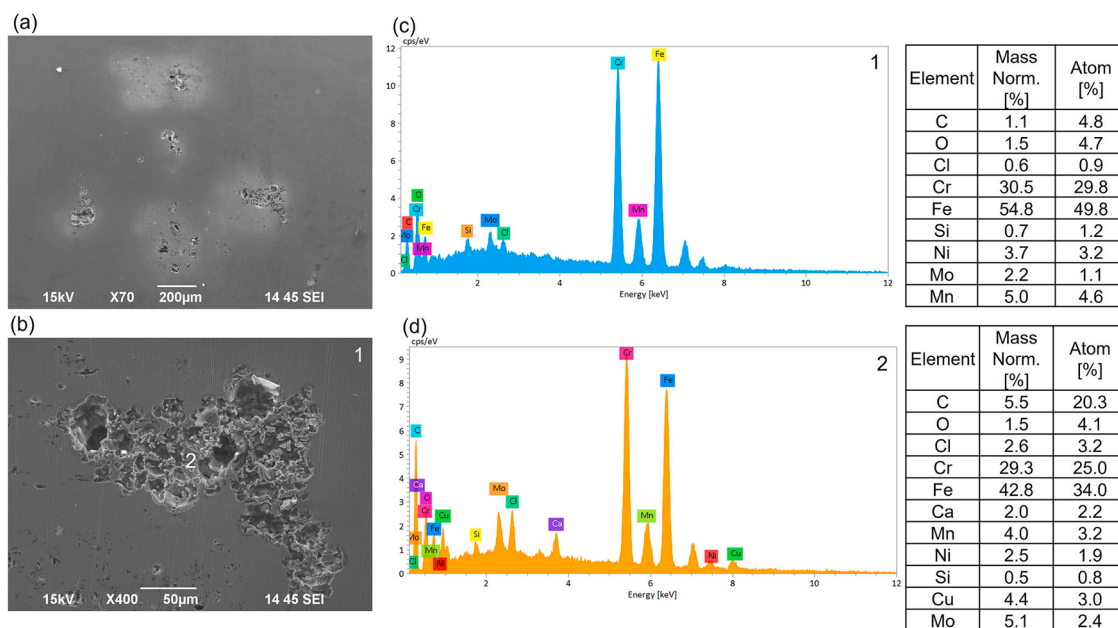 (a)
15kV X70 200μm 14 45 SEI
(b)
1
2
15kV X400 50μm 14 45 SEI
(c)
cps/eV
1
12
10
8
6
4
2
0
Cr
Fe
O
Cr
C
Fe
Mo
Mn
Cl
Si
Mo
Cl
Mn
2 4 6 8 10 12
Energy [keV]
Element Mass Norm. [%] Atom [%]
C 1.1 4.8
O 1.5 4.7
Cl 0.6 0.9
Cr 30.5 29.8
Fe 54.8 49.8
Si 0.7 1.2
Ni 3.7 3.2
Mo 2.2 1.1
Mn 5.0 4.6
(d)
cps/eV
2
9
8
7
6
5
4
3
2
1
0
Cr
Fe
C
Ca
O
Cr
Cu
Mo
Fe
Mn
Cl
Ni
Si
Mo
Cl
Ca
Mn
Ni
Cu
2 4 6 8 10 12
Energy [keV]
Element Mass Norm. [%] Atom [%]
C 5.5 20.3
O 1.5 4.1
Cl 2.6 3.2
Cr 29.3 25.0
Fe 42.8 34.0
Ca 2.0 2.2
Mn 4.0 3.2
Ni 2.5 1.9
Si 0.5 0.8
Cu 4.4 3.0
Mo 5.1 2.4